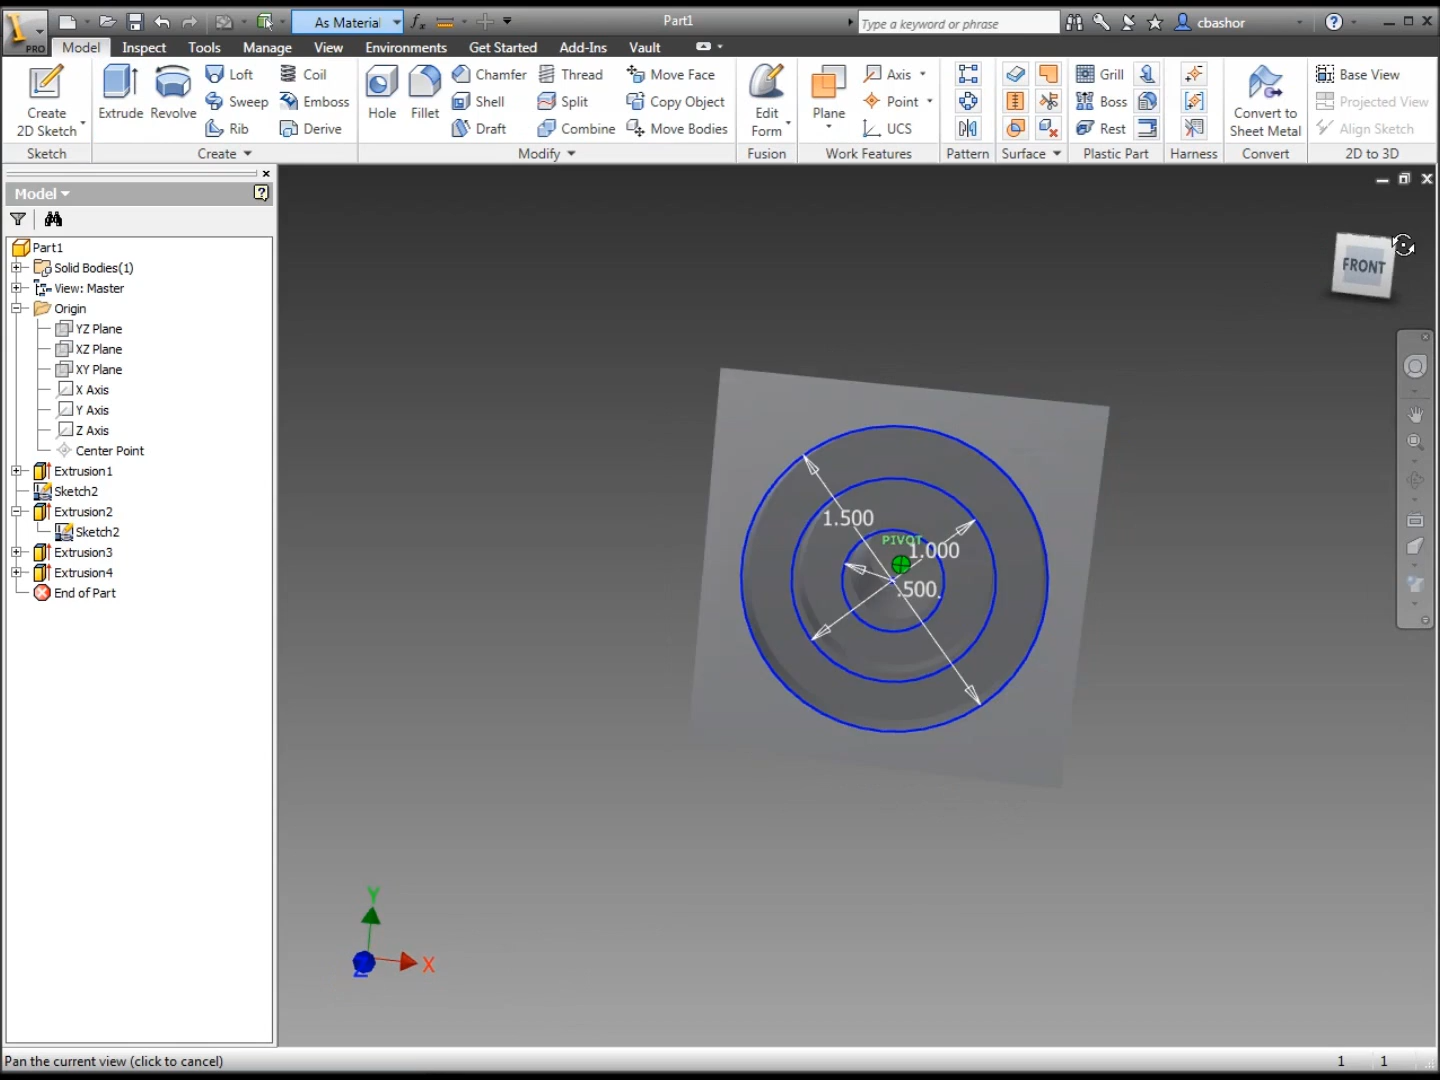 PRO
As Material
fx
Part1
Type a keyword or phrase
cbashor
Model Inspect Tools Manage View Environments Get Started Add-Ins Vault
Create 2D Sketch
Extrude Revolve
Loft
Sweep
Rib
Coil
Emboss
Derive
Hole Fillet
Chamfer
Shell
Draft
Thread
Split
Combine
Move Face
Copy Object
Move Bodies
Edit Form
Plane
Axis
Point
UCS
Grill
Boss
Rest
Convert to Sheet Metal
Base View
Projected View
Align Sketch
Sketch Create Modify Fusion Work Features Pattern Surface Plastic Part Harness Convert 2D to 3D
Model
Part1
Solid Bodies(1)
View: Master
Origin
YZ Plane
XZ Plane
XY Plane
X Axis
Y Axis
Z Axis
Center Point
Extrusion1
Sketch2
Extrusion2
Sketch2
Extrusion3
Extrusion4
End of Part
FRONT
1.500
PIVOT
1.000
.500
Y
X
Z
Pan the current view (click to cancel)
1 1